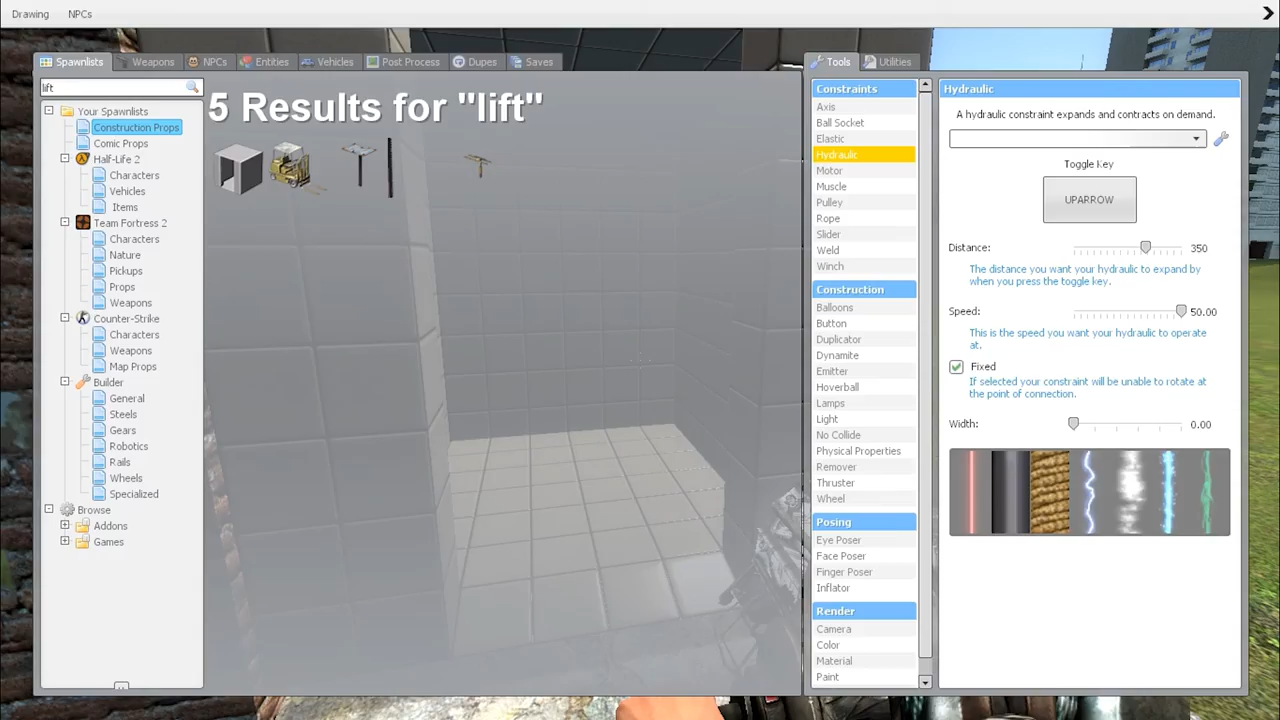 Drawing NPCs
Spawnlists Weapons NPCs Entities Vehicles Post Process Dupes Saves
lift
Your Spawnlists
Construction Props
Comic Props
Half-Life 2
Characters
Vehicles
Items
Team Fortress 2
Characters
Nature
Pickups
Props
Weapons
Counter-Strike
Characters
Weapons
Map Props
Builder
General
Steels
Gears
Robotics
Rails
Wheels
Specialized
Browse
Addons
Games
5 Results for "lift"
Tools Utilities
Constraints
Axis
Ball Socket
Elastic
Hydraulic
Motor
Muscle
Pulley
Rope
Slider
Weld
Winch
Construction
Balloons
Button
Duplicator
Dynamite
Emitter
Hoverball
Lamps
Light
No Collide
Physical Properties
Remover
Thruster
Wheel
Posing
Eye Poser
Face Poser
Finger Poser
Inflator
Render
Camera
Color
Material
Paint
Hydraulic
A hydraulic constraint expands and contracts on demand.
Toggle Key
UPARROW
Distance: 350
The distance you want your hydraulic to expand by
when you press the toggle key.
Speed: 50.00
This is the speed you want your hydraulic to operate
at.
Fixed
If selected your constraint will be unable to rotate at
the point of connection.
Width: 0.00